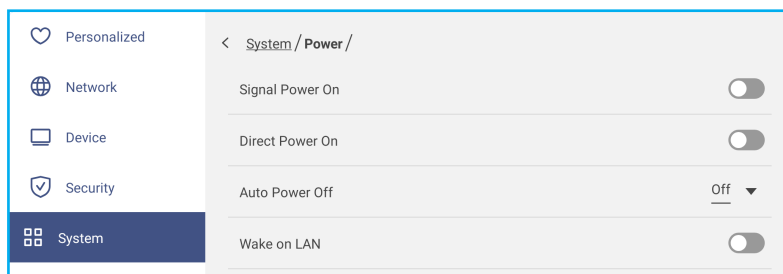 Personalized
Network
Device
Security
System
< System / Power /
Signal Power On
Direct Power On
Auto Power Off Off
Wake on LAN